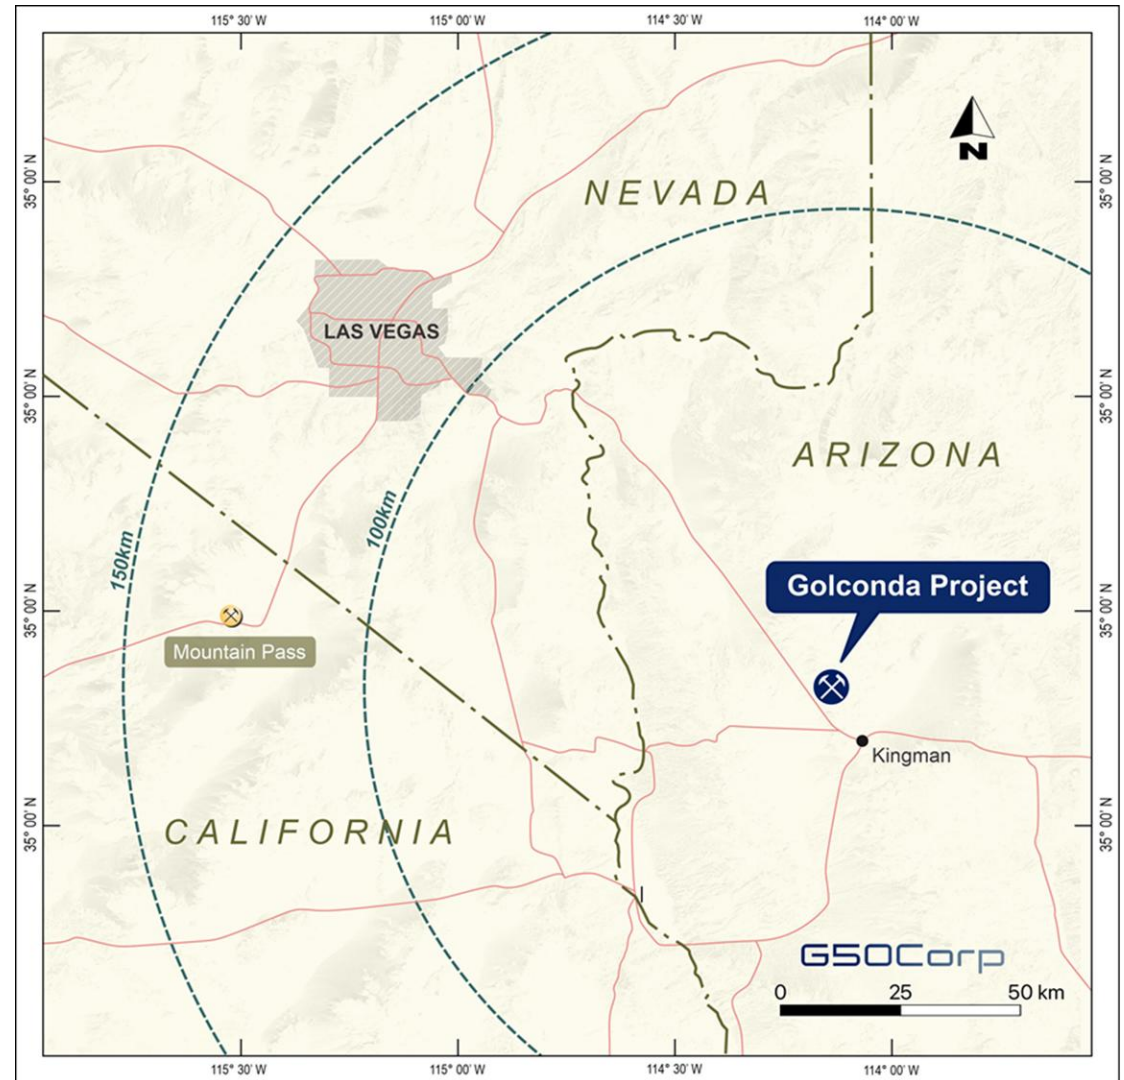 115° 30' W
115° 00' W
114° 30' W
114° 00' W
35° 00' N
35° 00' N
NEVADA
LAS VEGAS
35° 00' N
35° 00' N
ARIZONA
100km
150km
Golconda Project
35° 00' N
35° 00' N
Mountain Pass
Kingman
CALIFORNIA
35° 00' N
35° 00' N
G50Corp
0 25 50 km
N
115° 30' W
115° 00' W
114° 30' W
114° 00' W